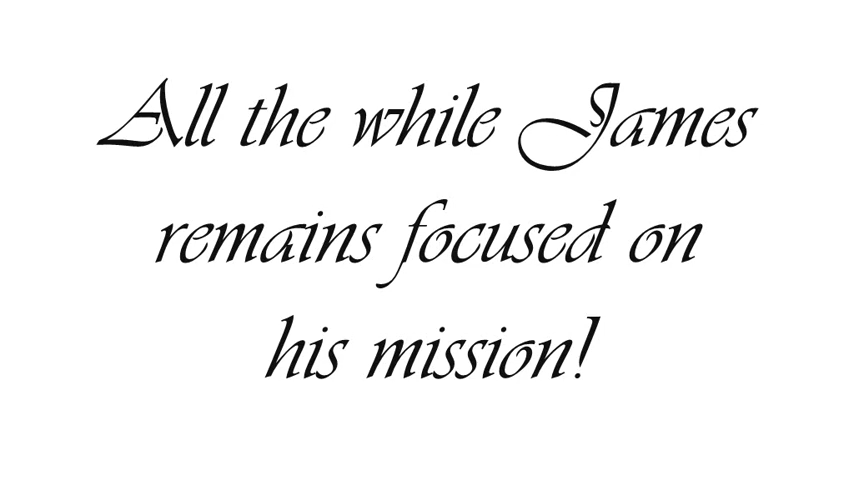 All the while James
remains focused on
his mission!